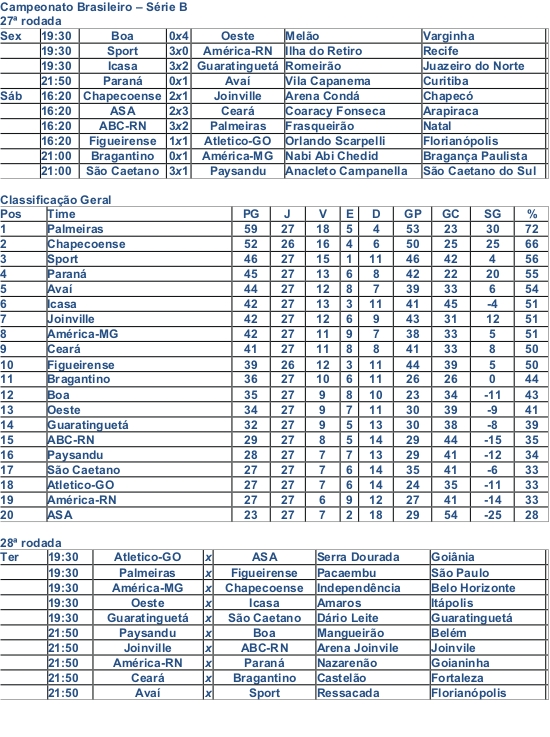 Campeonato Brasileiro – Série B
27ª rodada
Sex 19:30 Boa 0x4 Oeste Melão Varginha
19:30 Sport 3x0 América-RN Ilha do Retiro Recife
19:30 Icasa 3x2 Guaratinguetá Romeirão Juazeiro do Norte
21:50 Paraná 0x1 Avaí Vila Capanema Curitiba
Sáb 16:20 Chapecoense 2x1 Joinville Arena Condá Chapecó
16:20 ASA 2x3 Ceará Coaracy Fonseca Arapiraca
16:20 ABC-RN 3x2 Palmeiras Frasqueirão Natal
16:20 Figueirense 1x1 Atletico-GO Orlando Scarpelli Florianópolis
21:00 Bragantino 0x1 América-MG Nabi Abi Chedid Bragança Paulista
21:00 São Caetano 3x1 Paysandu Anacleto Campanella São Caetano do Sul
Classificação Geral
Pos Time PG J V E D GP GC SG %
1 Palmeiras 59 27 18 5 4 53 23 30 72
2 Chapecoense 52 26 16 4 6 50 25 25 66
3 Sport 46 27 15 1 11 46 42 4 56
4 Paraná 45 27 13 6 8 42 22 20 55
5 Avaí 44 27 12 8 7 39 33 6 54
6 Icasa 42 27 13 3 11 41 45 -4 51
7 Joinville 42 27 12 6 9 43 31 12 51
8 América-MG 42 27 11 9 7 38 33 5 51
9 Ceará 41 27 11 8 8 41 33 8 50
10 Figueirense 39 26 12 3 11 44 39 5 50
11 Bragantino 36 27 10 6 11 26 26 0 44
12 Boa 35 27 9 8 10 23 34 -11 43
13 Oeste 34 27 9 7 11 30 39 -9 41
14 Guaratinguetá 32 27 9 5 13 30 38 -8 39
15 ABC-RN 29 27 8 5 14 29 44 -15 35
16 Paysandu 28 27 7 7 13 29 41 -12 34
17 São Caetano 27 27 7 6 14 35 41 -6 33
18 Atletico-GO 27 27 7 6 14 24 35 -11 33
19 América-RN 27 27 6 9 12 27 41 -14 33
20 ASA 23 27 7 2 18 29 54 -25 28
28ª rodada
Ter 19:30 Atletico-GO x ASA Serra Dourada Goiânia
19:30 Palmeiras x Figueirense Pacaembu São Paulo
19:30 América-MG x Chapecoense Independência Belo Horizonte
19:30 Oeste x Icasa Amaros Itápolis
19:30 Guaratinguetá x São Caetano Dário Leite Guaratinguetá
21:50 Paysandu x Boa Mangueirão Belém
21:50 Joinville x ABC-RN Arena Joinvile Joinvile
21:50 América-RN x Paraná Nazarenão Goianinha
21:50 Ceará x Bragantino Castelão Fortaleza
21:50 Avaí x Sport Ressacada Florianópolis